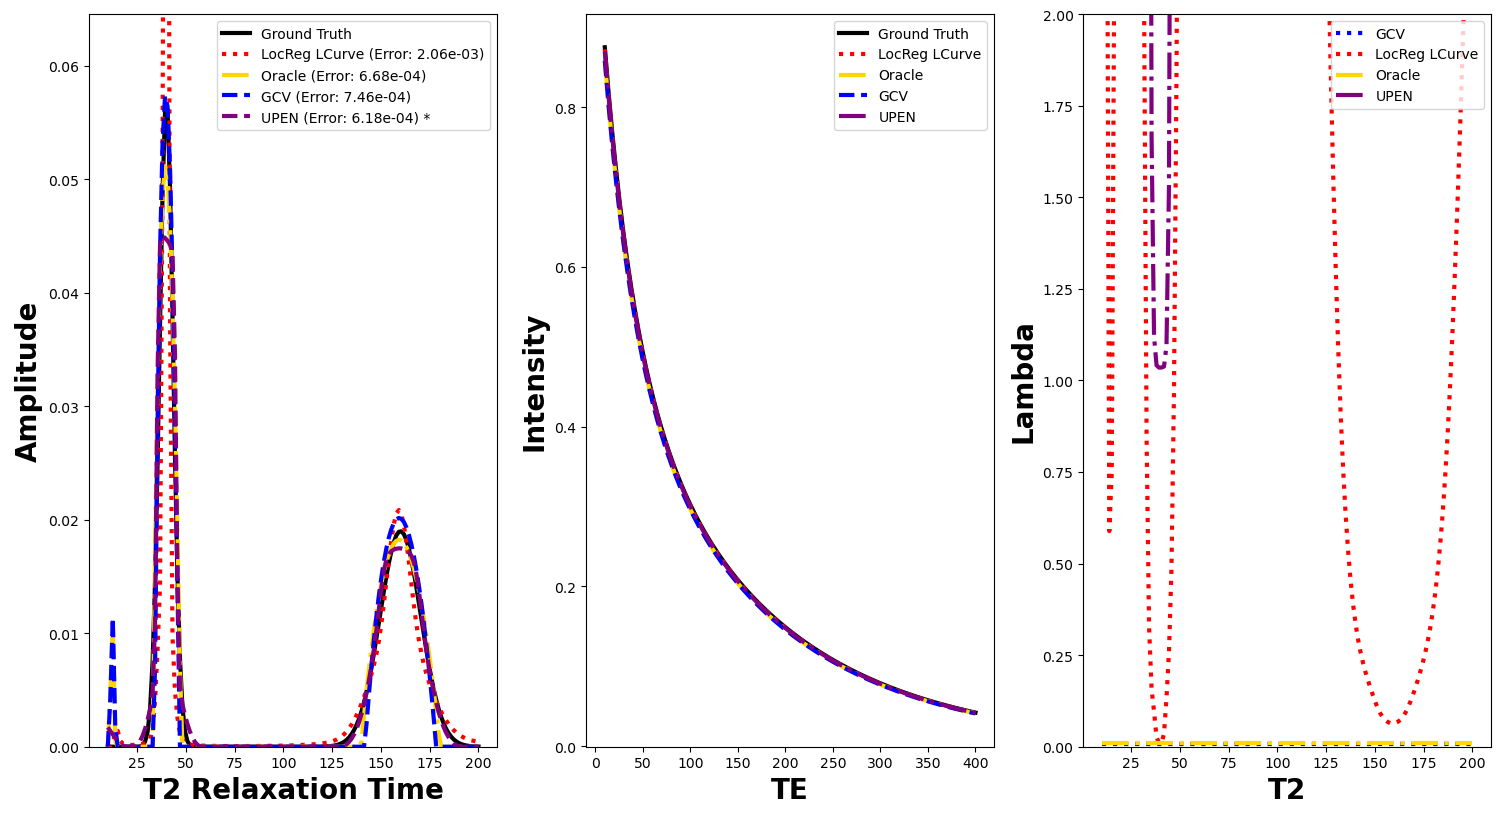 Amplitude
0.06
0.05
0.04
0.03
0.02
0.01
0.00
25 50 75 100 125 150 175 200
T2 Relaxation Time
Ground Truth
LocReg LCurve (Error: 2.06e-03)
Oracle (Error: 6.68e-04)
GCV (Error: 7.46e-04)
UPEN (Error: 6.18e-04) *
Intensity
0.8
0.6
0.4
0.2
0.0
0 50 100 150 200 250 300 350 400
TE
Ground Truth
LocReg LCurve
Oracle
GCV
UPEN
Lambda
2.00
1.75
1.50
1.25
1.00
0.75
0.50
0.25
0.00
25 50 75 100 125 150 175 200
T2
GCV
LocReg LCurve
Oracle
UPEN